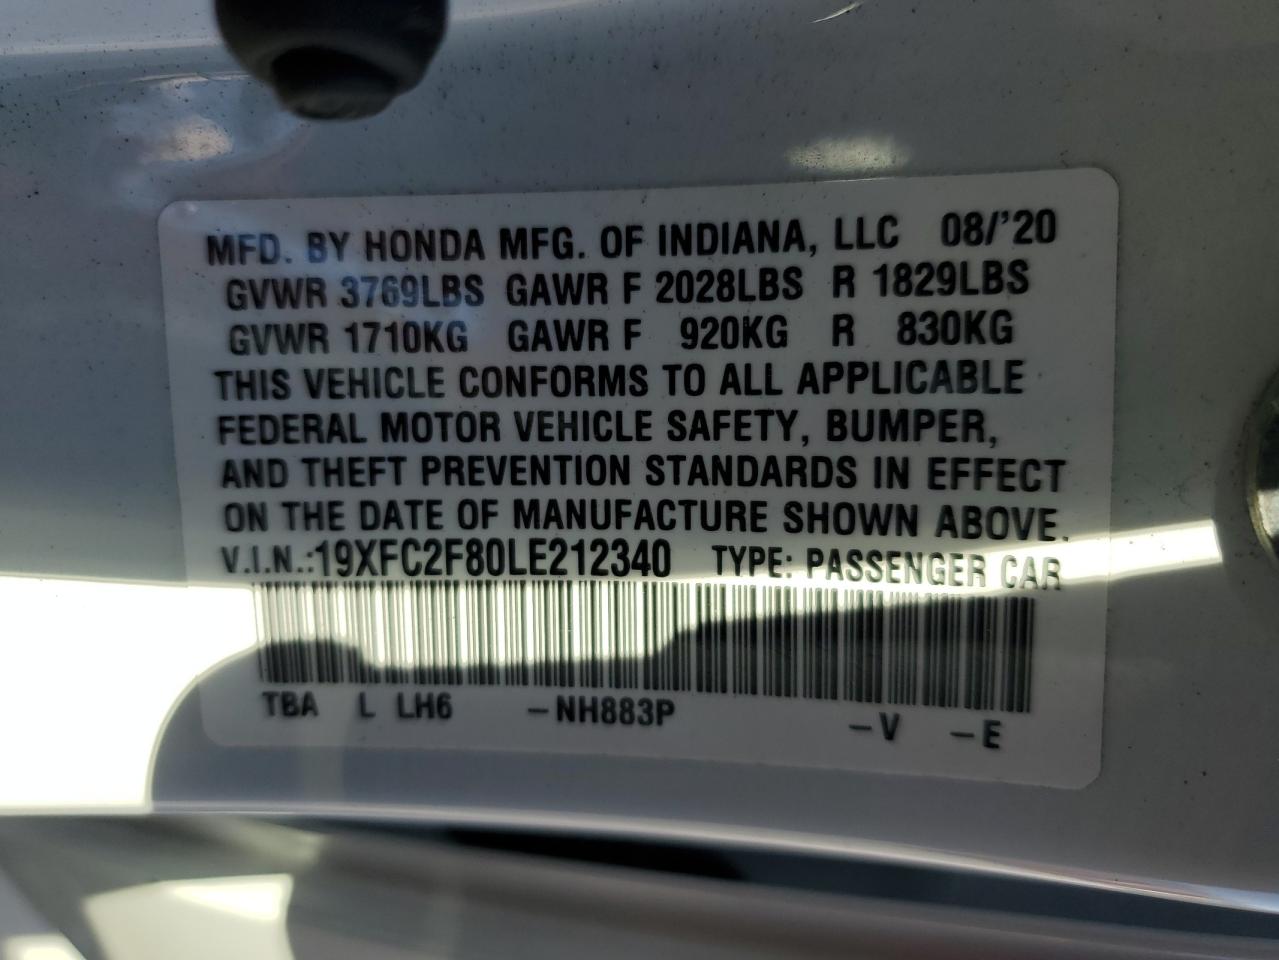 MFD. BY HONDA MFG. OF INDIANA, LLC 08/'20
GVWR 3769LBS GAWR F 2028LBS R 1829LBS
GVWR 1710KG GAWR F 920KG R 830KG
THIS VEHICLE CONFORMS TO ALL APPLICABLE
FEDERAL MOTOR VEHICLE SAFETY, BUMPER,
AND THEFT PREVENTION STANDARDS IN EFFECT
ON THE DATE OF MANUFACTURE SHOWN ABOVE.
V.I.N.:19XFC2F80LE212340 TYPE: PASSENGER CAR
TBA L LH6 -NH883P -V -E